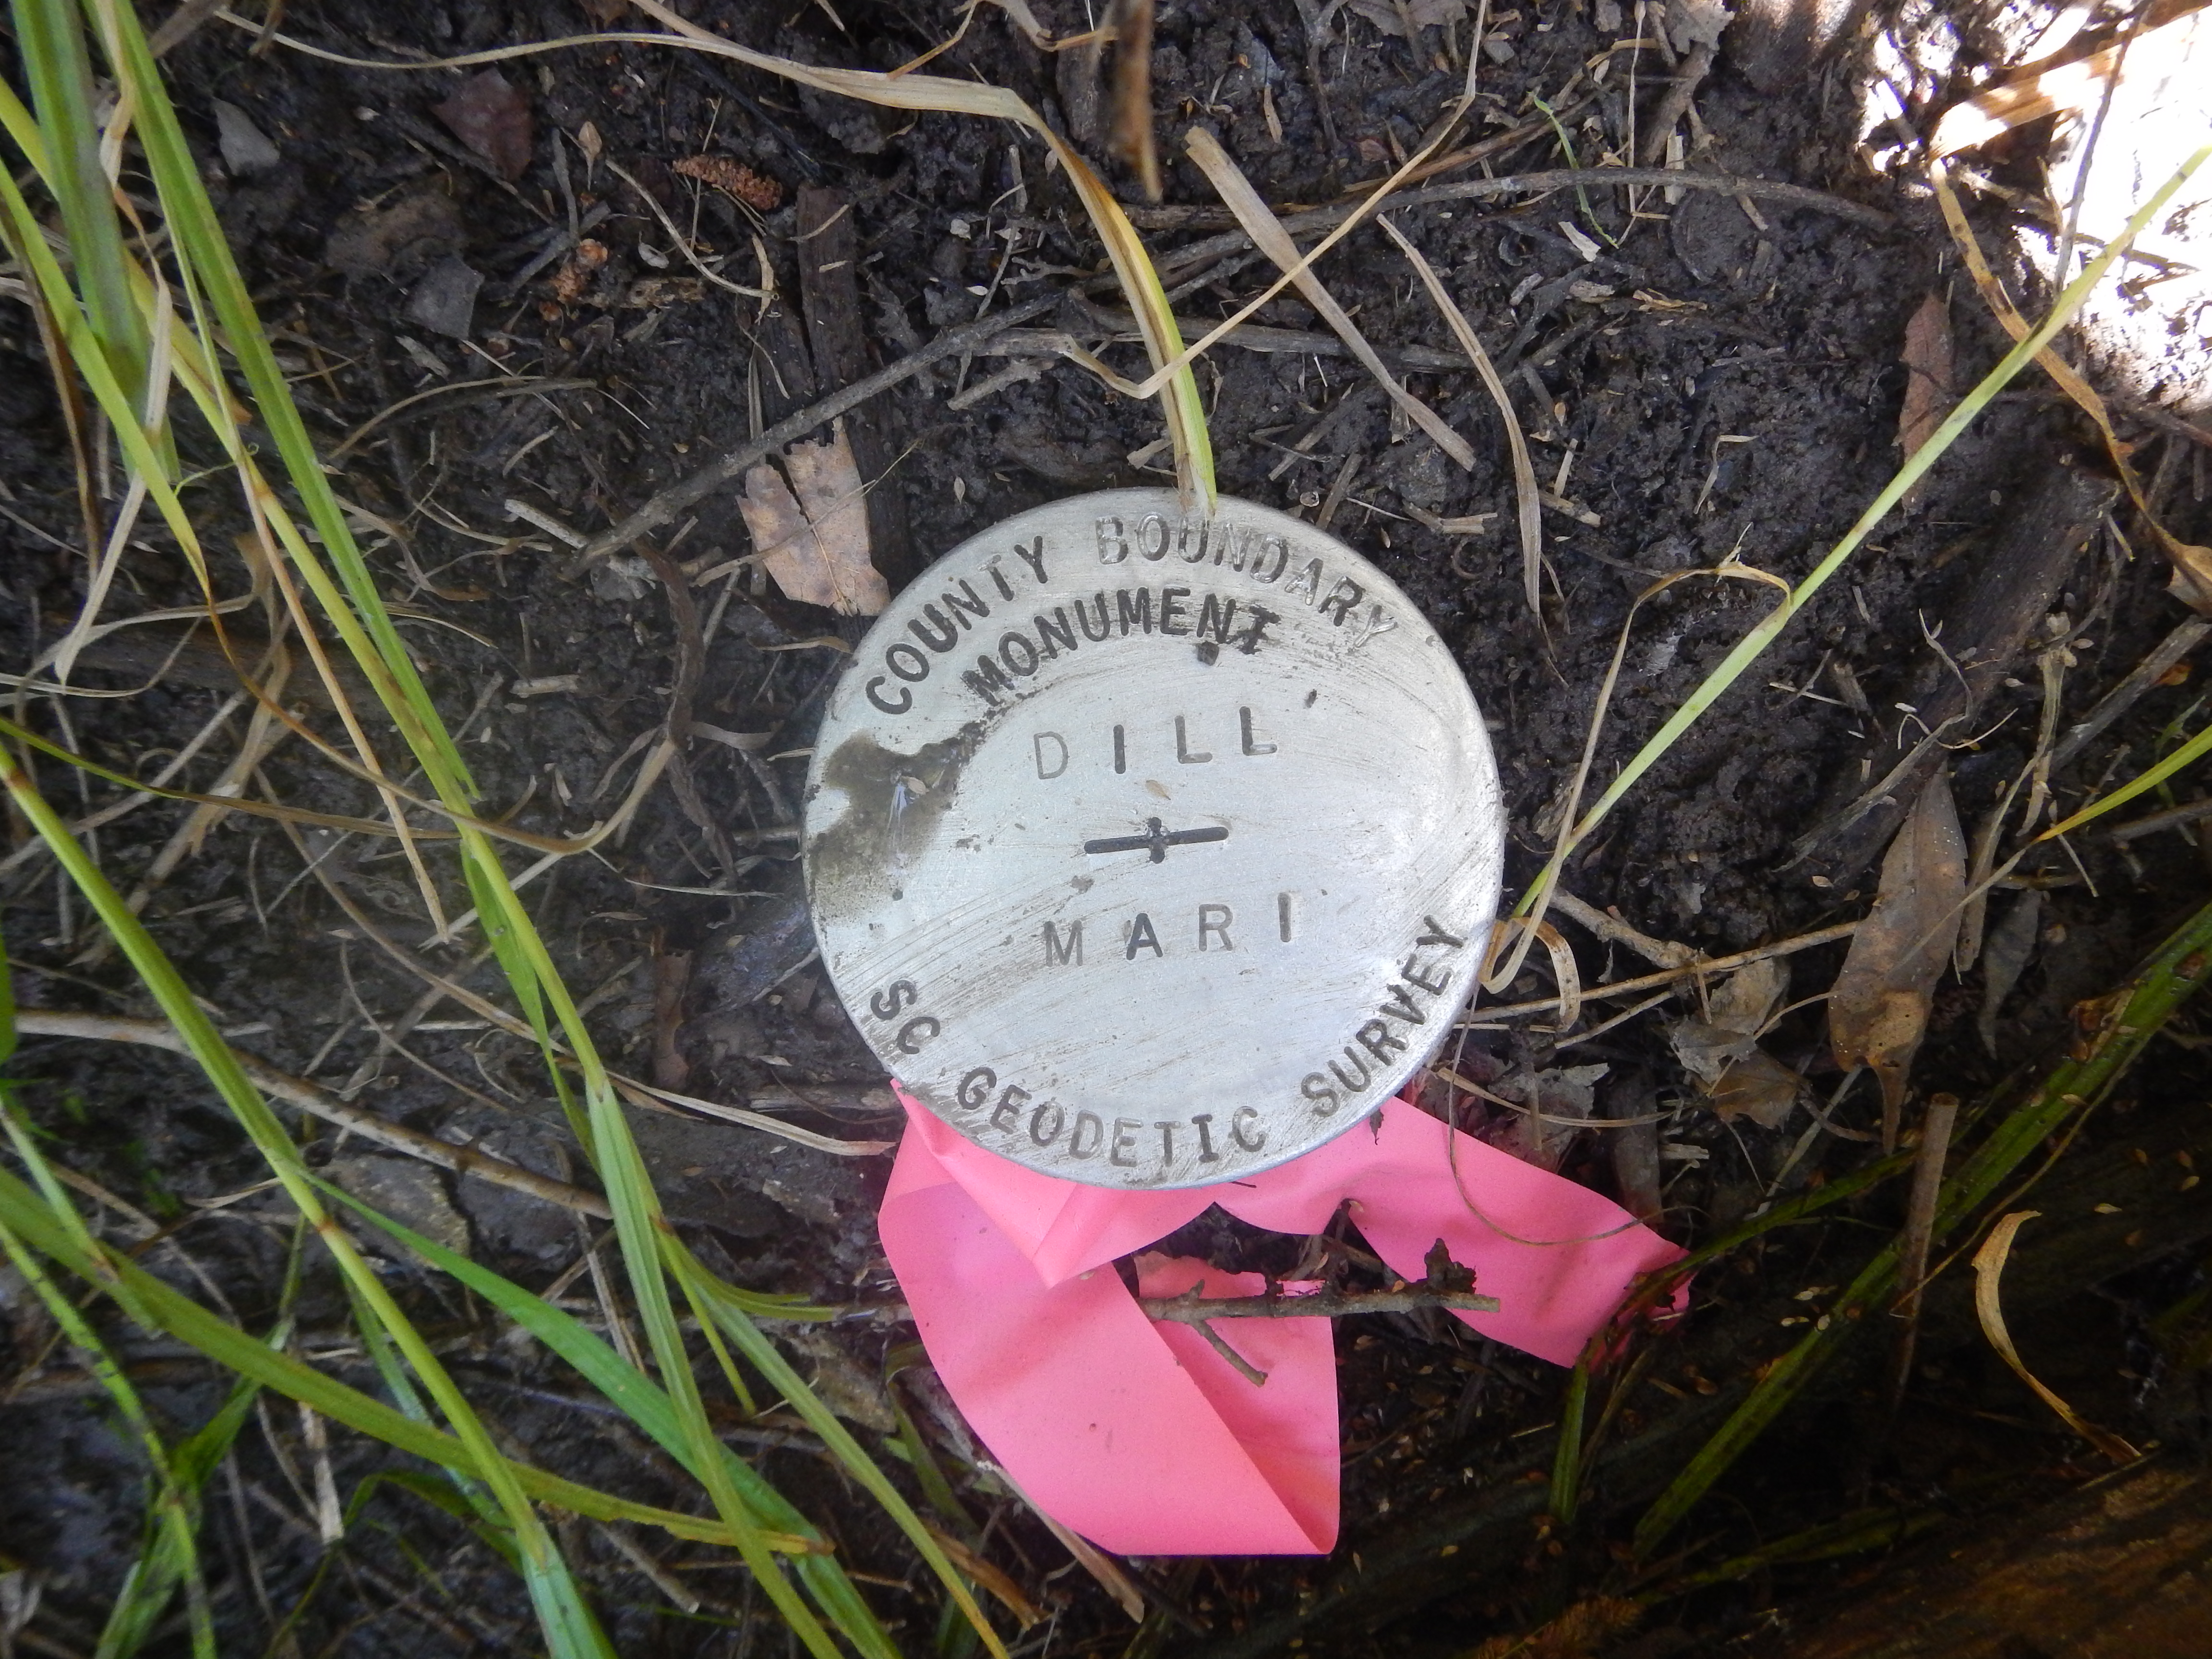 COUNTY BOUNDARY
MONUMENT
DILL
MARI
SC GEODETIC SURVEY